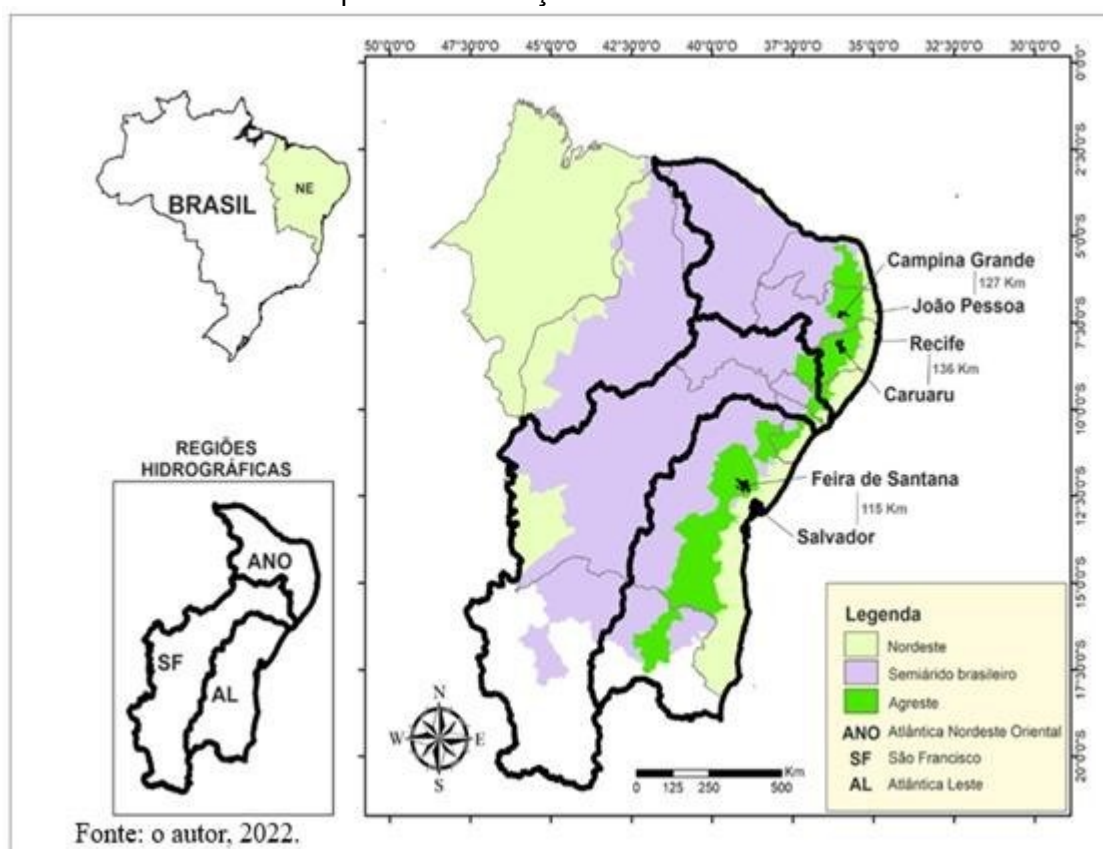 50°0'0"O 47°30'0"O 45°0'0"O 42°30'0"O 40°0'0"O 37°30'0"O 35°0'0"O 32°30'0"O 30°0'0"O
0°0'0"
2°30'0"S
5°0'0"S
7°30'0"S
10°0'0"S
12°30'0"S
15°0'0"S
17°30'0"S
20°0'0"S
NE
BRASIL
Campina Grande
127 Km
João Pessoa
Recife
136 Km
Caruaru
Feira de Santana
115 Km
Salvador
REGIÕES
HIDROGRÁFICAS
ANO
SF
AL
N
W E
S
Km
0 125 250 500
Legenda
Nordeste
Semiárido brasileiro
Agreste
ANO Atlântica Nordeste Oriental
SF São Francisco
AL Atlântica Leste
Fonte: o autor, 2022.